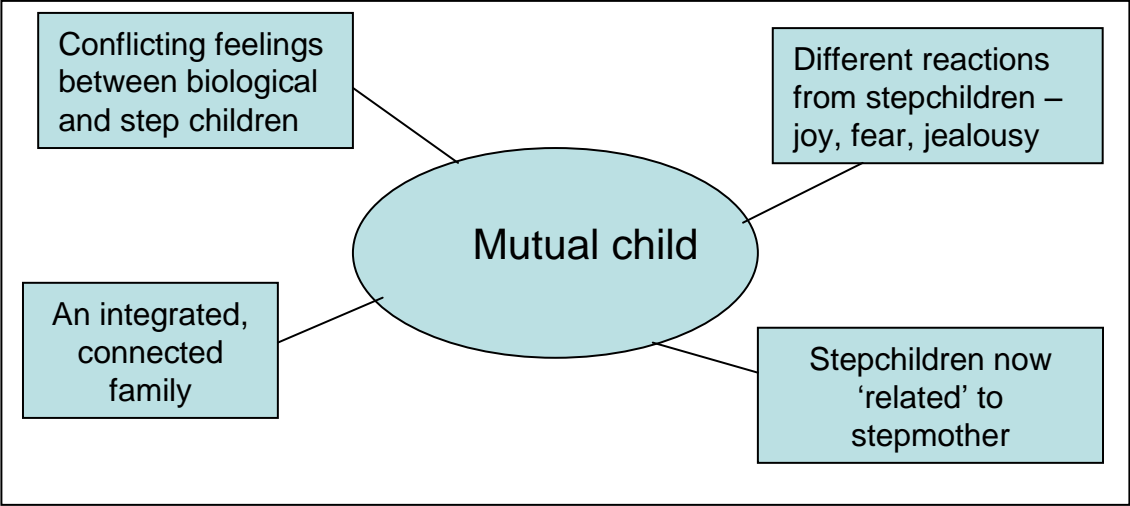 Conflicting feelings
between biological
and step children
Different reactions
from stepchildren –
joy, fear, jealousy
Mutual child
An integrated,
connected
family
Stepchildren now
‘related’ to
stepmother